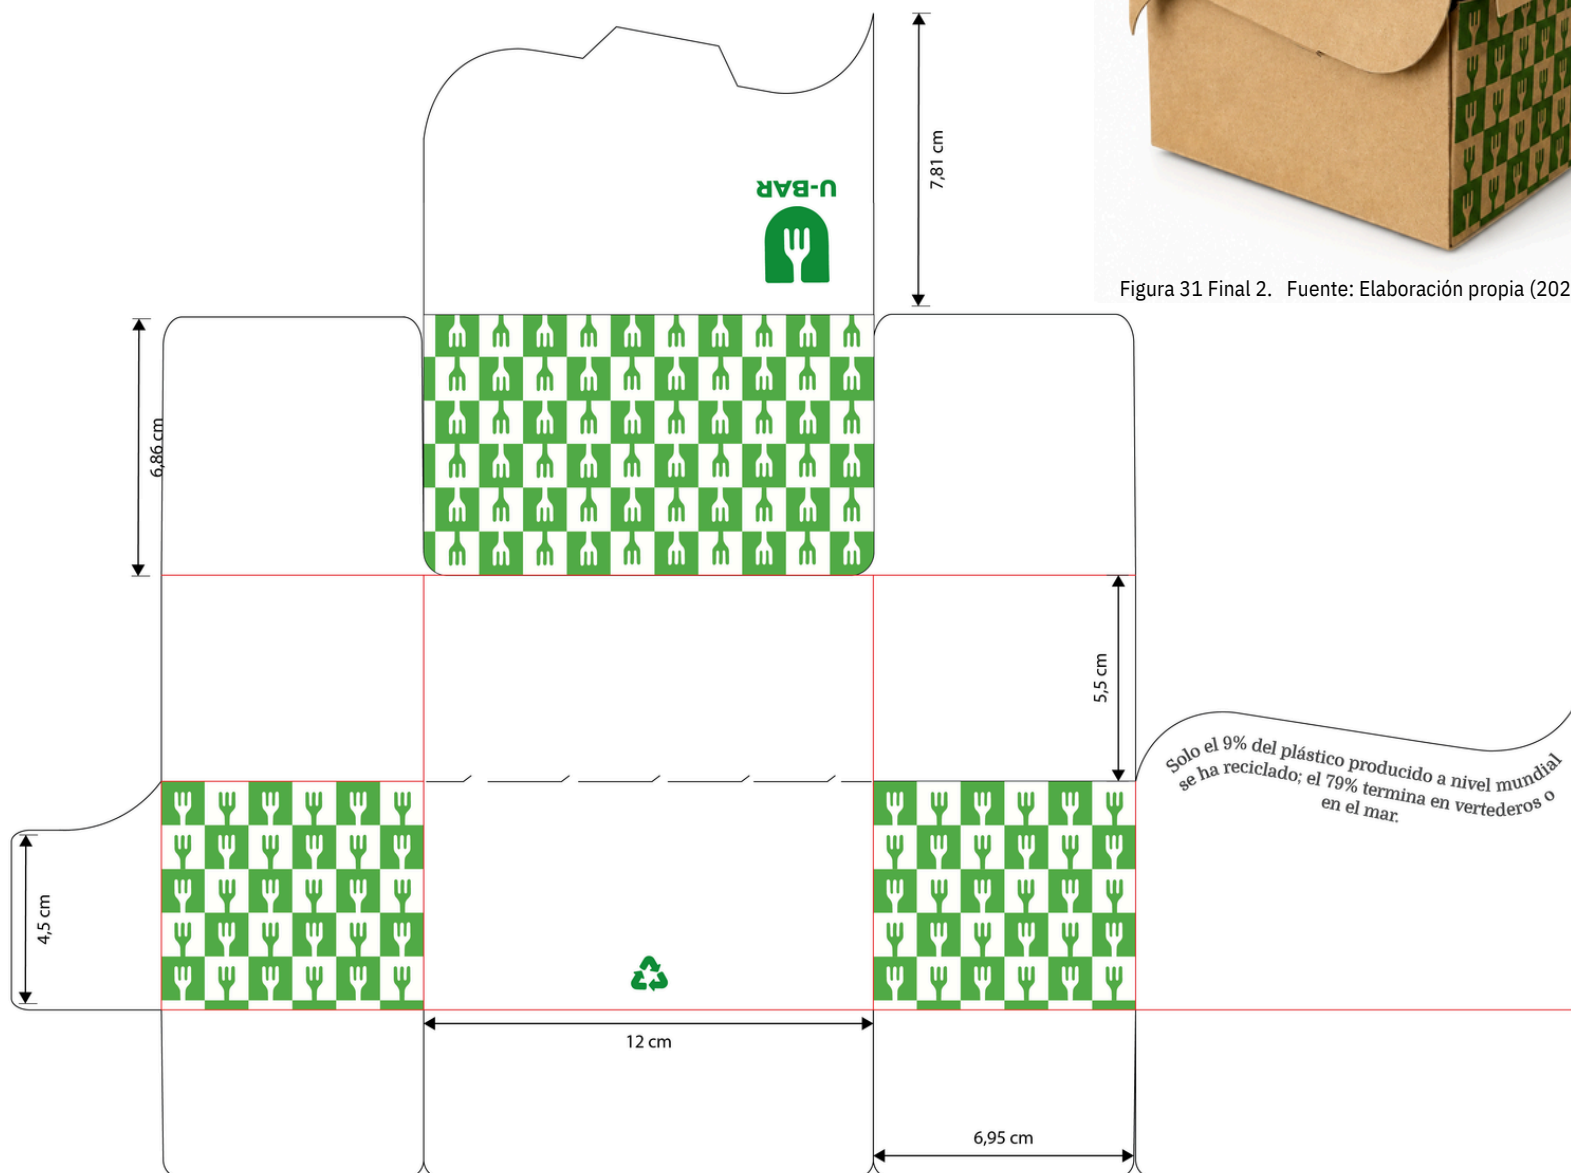 7,81 cm
U-BAR
Figura 31 Final 2. Fuente: Elaboración propia (202
6,86 cm
5,5 cm
Solo el 9% del plástico producido a nivel mundial
se ha reciclado; el 79% termina en vertederos o
en el mar.
4,5 cm
12 cm
6,95 cm